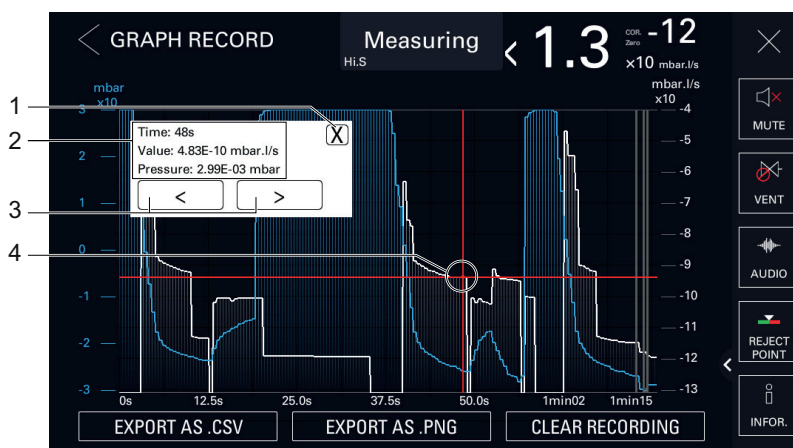 GRAPH RECORD
Measuring
Hi.S
< 1.3
COR.
Zero
-12
x10 mbar.l/s
mbar
x10
mbar.l/s
x10
1
2
3
4
Time: 48s
Value: 4.83E-10 mbar.l/s
Pressure: 2.99E-03 mbar
X
<
>
3
2
1
0
-1
-2
-3
-4
-5
-6
-7
-8
-9
-10
-11
-12
-13
0s
12.5s
25.0s
37.5s
50.0s
1min02
1min15
EXPORT AS .CSV
EXPORT AS .PNG
CLEAR RECORDING
MUTE
VENT
AUDIO
REJECT
POINT
<
INFOR.